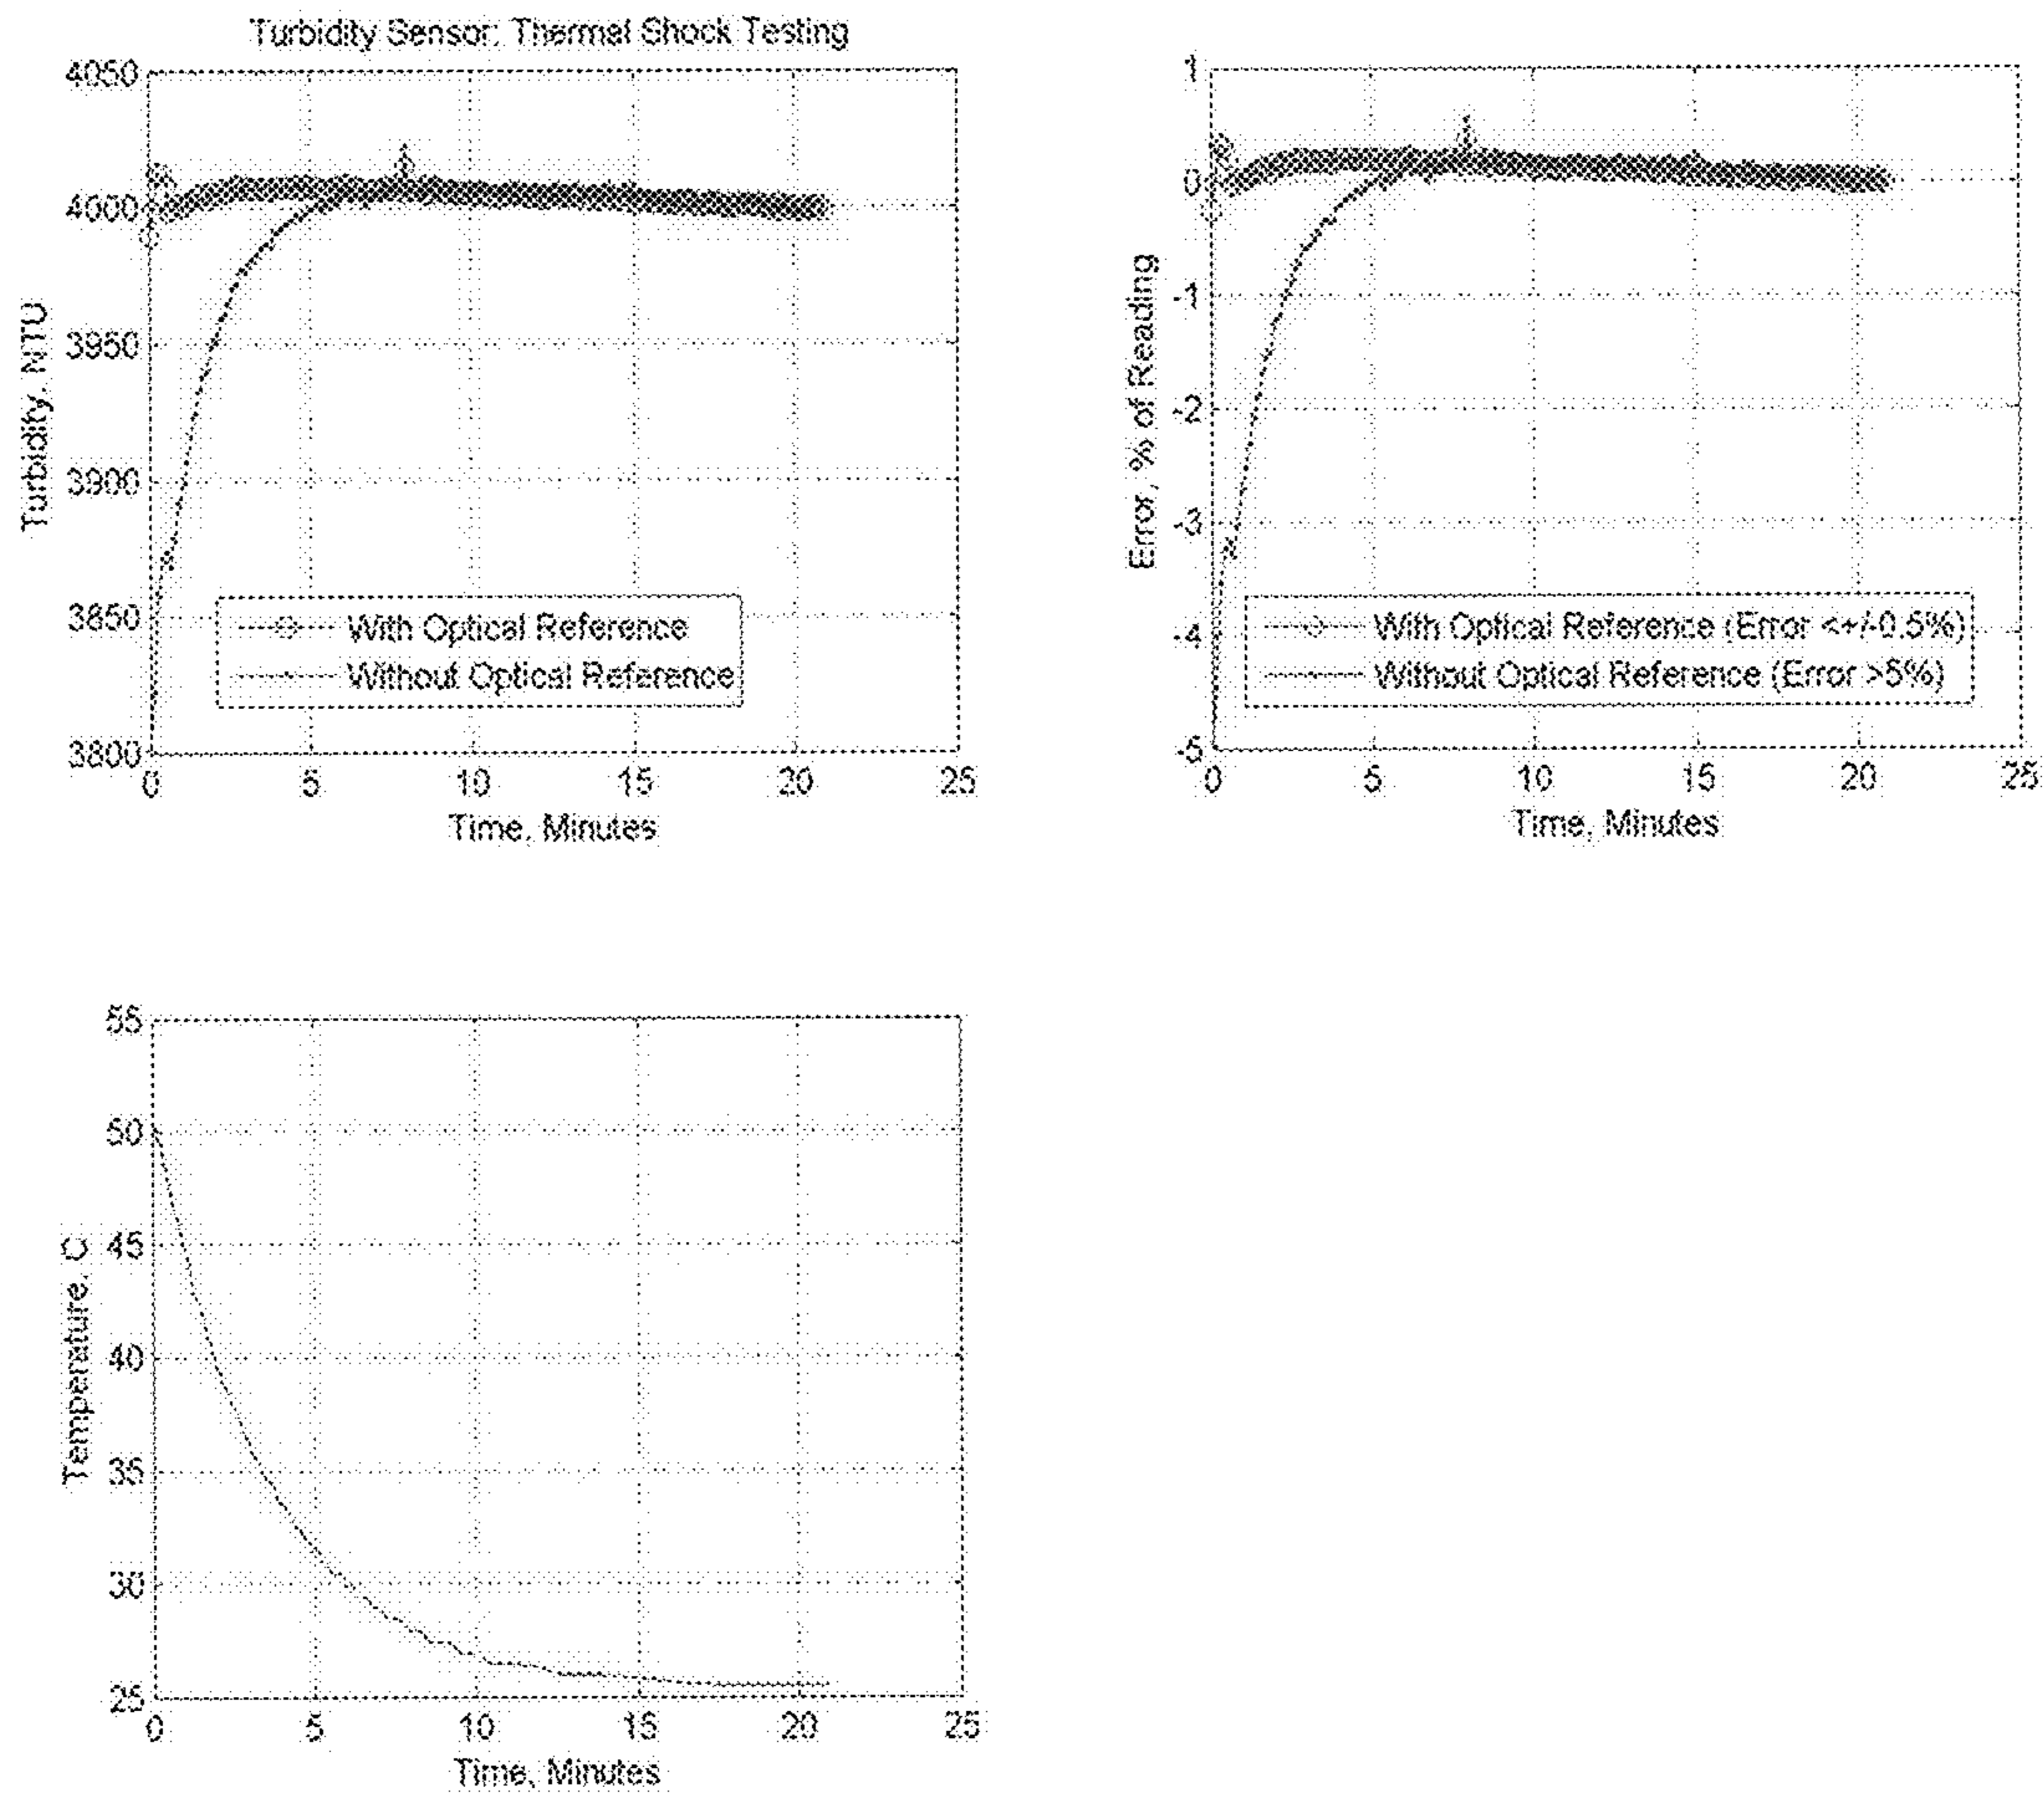 Turbidity Sensor, Thermal Shock Testing
4050
4000
3950
3900
3850
3800
Turbidity, NTU
With Optical Reference
Without Optical Reference
0 5 10 15 20 25
Time, Minutes
1
0
-1
-2
-3
-4
-5
Error, % of Reading
With Optical Reference (Error <+/-0.5%)
Without Optical Reference (Error >5%)
0 5 10 15 20 25
Time, Minutes
55
50
45
40
35
30
25
Temperature, C
0 5 10 15 20 25
Time, Minutes